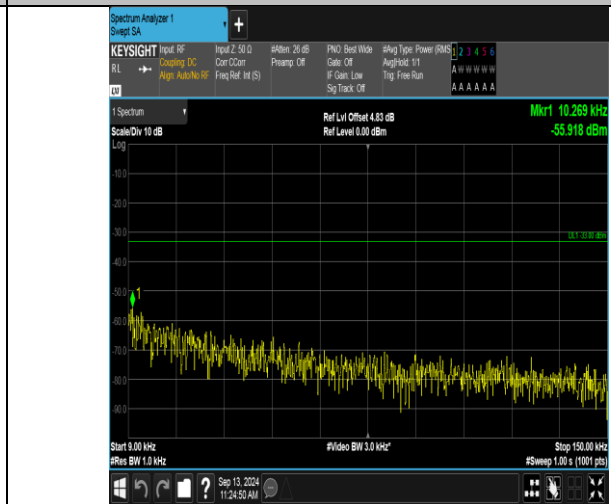 Spectrum Analyzer 1
Swept SA
+
KEYSIGHT Input: RF Input Z: 50 Ω #Atten: 26 dB PNO: Best Wide #Avg Type: Power (RMS 1 2 3 4 5 6
RL Coupling: DC Corr CCorr Preamp: Off Gate: Off Avg|Hold: 1/1 A W W W W W
Align: Auto/No RF Freq Ref: Int (S) IF Gain: Low Trig: Free Run
Sig Track: Off A A A A A A
1 Spectrum Ref Lvl Offset 4.83 dB Mkr1 10.269 kHz
Scale/Div 10 dB Ref Level 0.00 dBm -55.918 dBm
Log
-10.0
-20.0
-30.0
DL1 -33.00 dBm
-40.0
-50.0
1
-60.0
-70.0
-80.0
-90.0
Start 9.00 kHz #Video BW 3.0 kHz* Stop 150.00 kHz
#Res BW 1.0 kHz #Sweep 1.00 s (1001 pts)
? Sep 13, 2024
11:24:50 AM